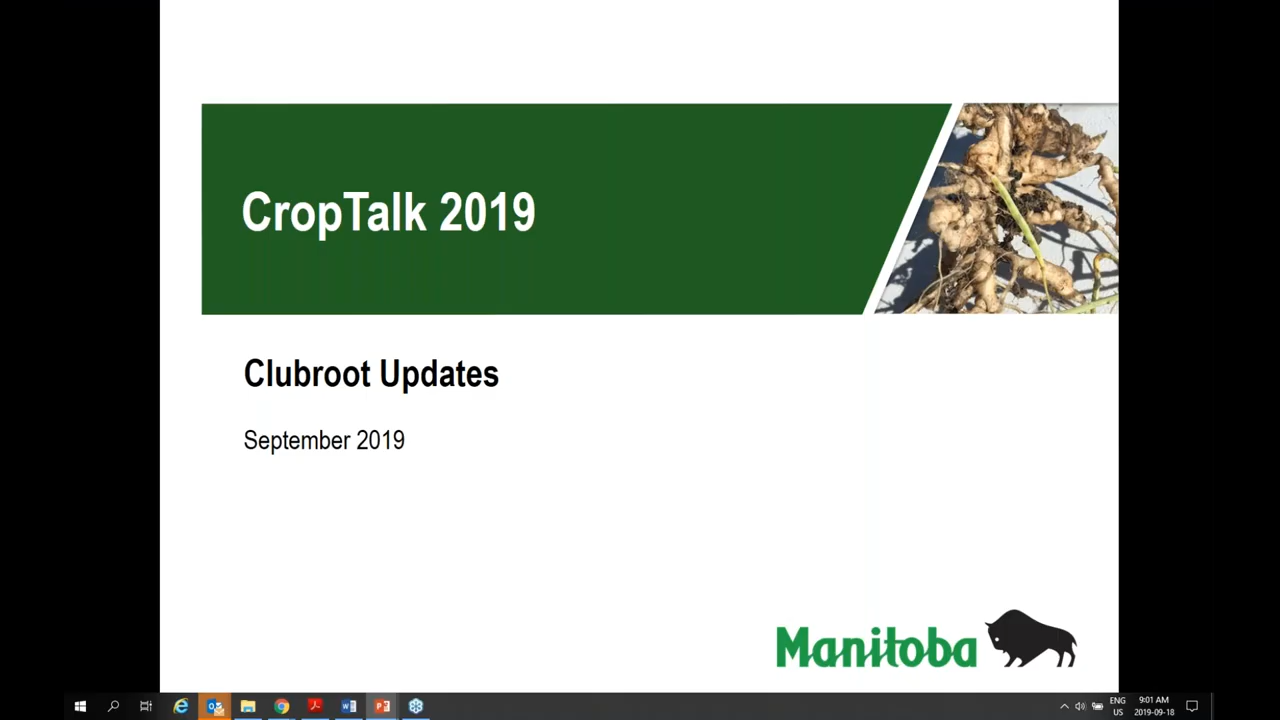 CropTalk 2019
Clubroot Updates
September 2019
Manitoba
ENG
US
9:01 AM
2019-09-18